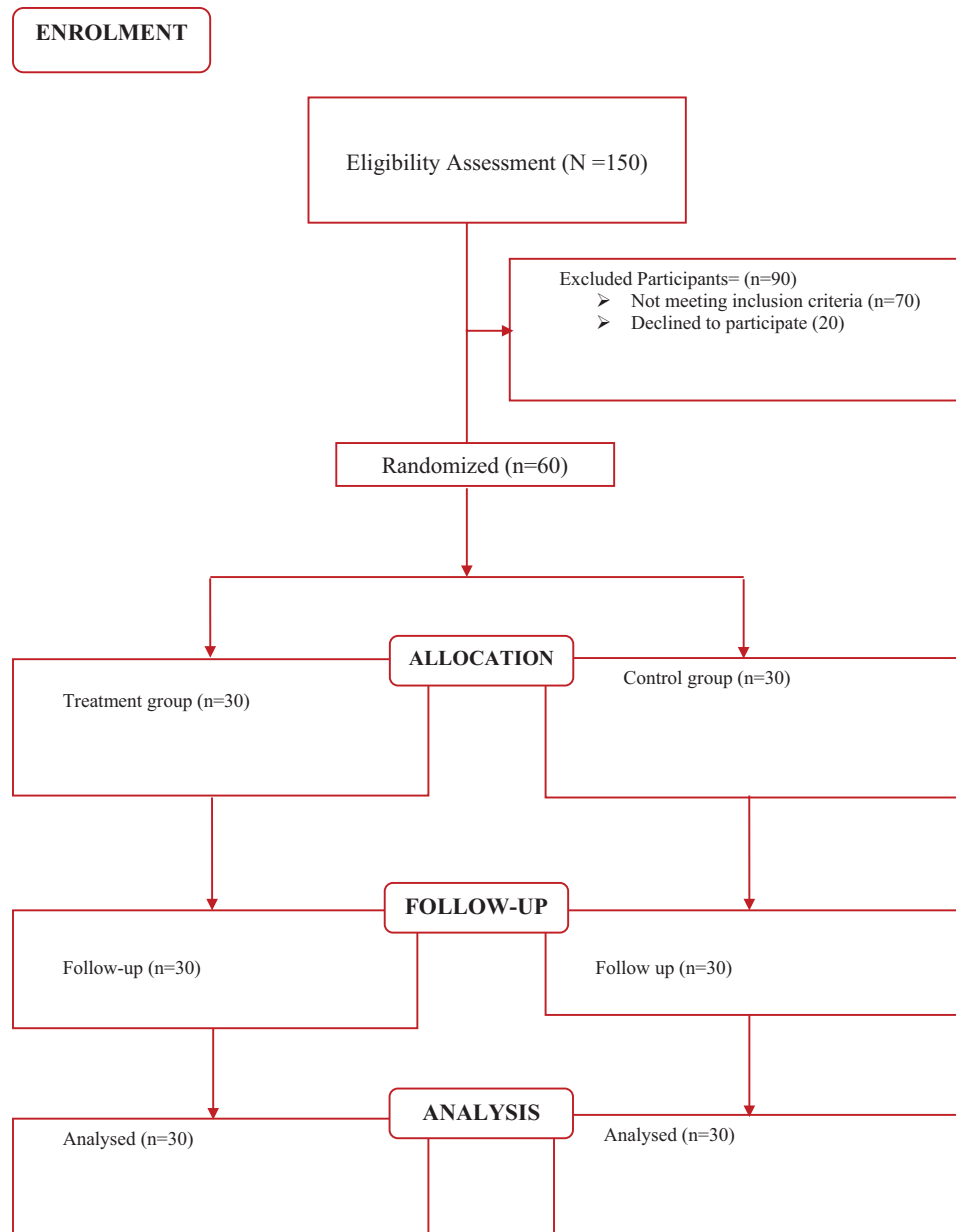 ENROLMENT
Eligibility Assessment (N =150)
Excluded Participants= (n=90)
➢ Not meeting inclusion criteria (n=70)
➢ Declined to participate (20)
Randomized (n=60)
ALLOCATION
Treatment group (n=30)
Control group (n=30)
FOLLOW-UP
Follow-up (n=30)
Follow up (n=30)
ANALYSIS
Analysed (n=30)
Analysed (n=30)